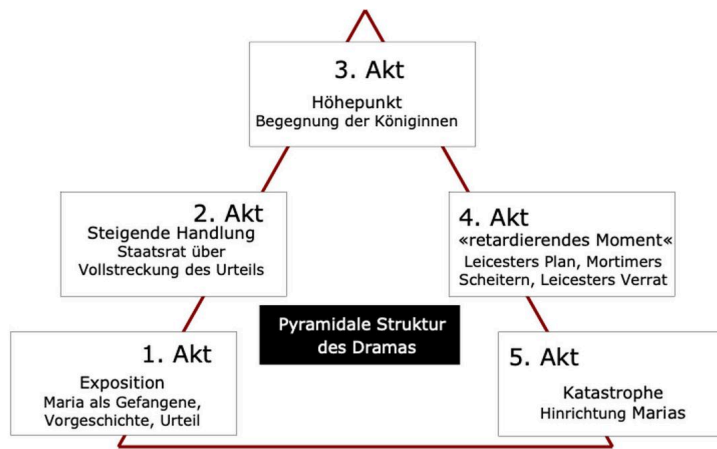 3. Akt
Höhepunkt
Begegnung der Königinnen
2. Akt
Steigende Handlung
Staatsrat über
Vollstreckung des Urteils
4. Akt
«retardierendes Moment«
Leicesters Plan, Mortimers
Scheitern, Leicesters Verrat
Pyramidale Struktur
des Dramas
1. Akt
Exposition
Maria als Gefangene,
Vorgeschichte, Urteil
5. Akt
Katastrophe
Hinrichtung Marias